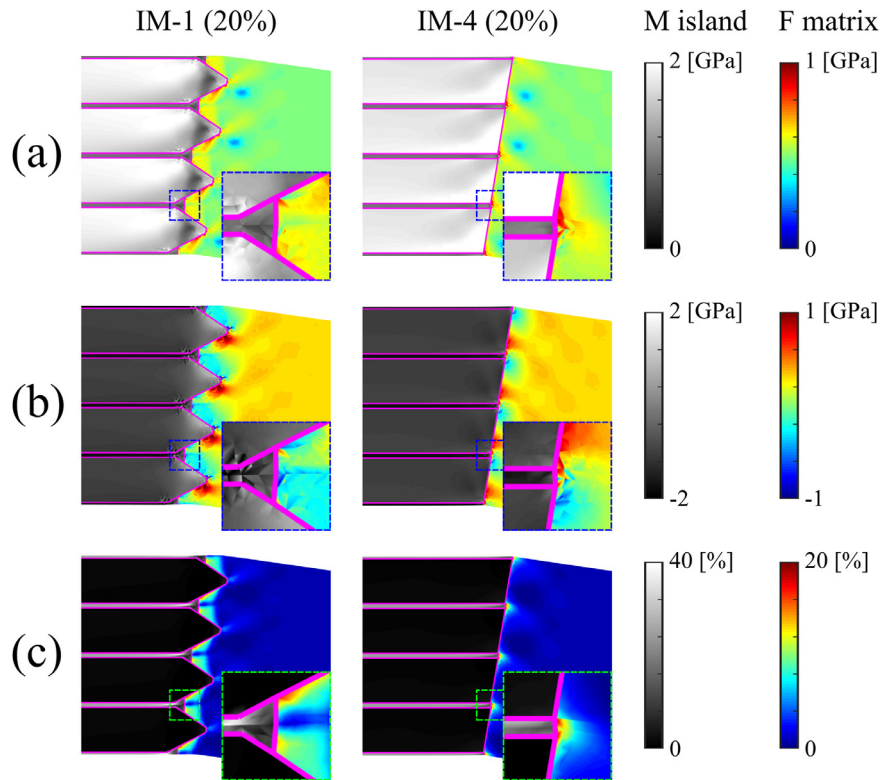 IM-1 (20%) IM-4 (20%) M island F matrix
(a) 2 [GPa] 1 [GPa]
0 0
(b) 2 [GPa] 1 [GPa]
-2 -1
(c) 40 [%] 20 [%]
0 0